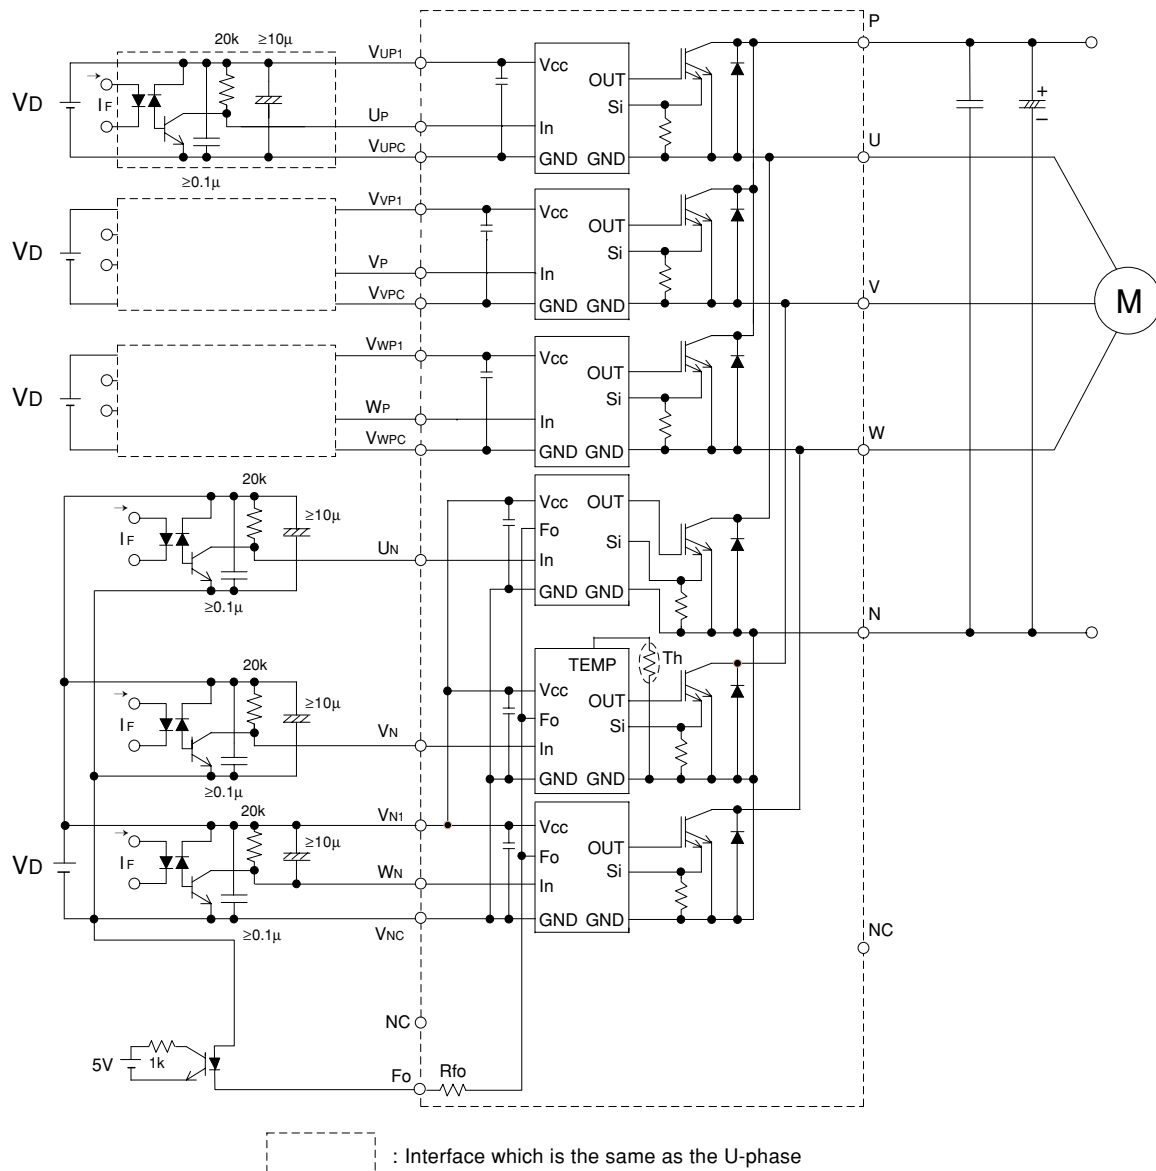 P
20k ≥10µ
VUP1
Vcc
VD
→
IF
OUT
Si
+
–
UP
In
U
VUPC
GND GND
≥0.1µ
VVP1
Vcc
OUT
VD
Si
VP
In
V
M
VVPC
GND GND
VWP1
Vcc
OUT
VD
Si
WP
In
W
VWPC
GND GND
20k
≥10µ
→
IF
Vcc OUT
Fo
Si
UN
In
GND GND
≥0.1µ
N
20k
≥10µ
→
IF
TEMP
Th
Vcc
OUT
Fo
Si
VN
In
GND GND
≥0.1µ
20k
≥10µ
→
IF
VN1
Vcc
OUT
Fo
Si
VD
WN
In
GND GND
VNC
≥0.1µ
NC
NC
5V
1k
Fo
Rfo
: Interface which is the same as the U-phase